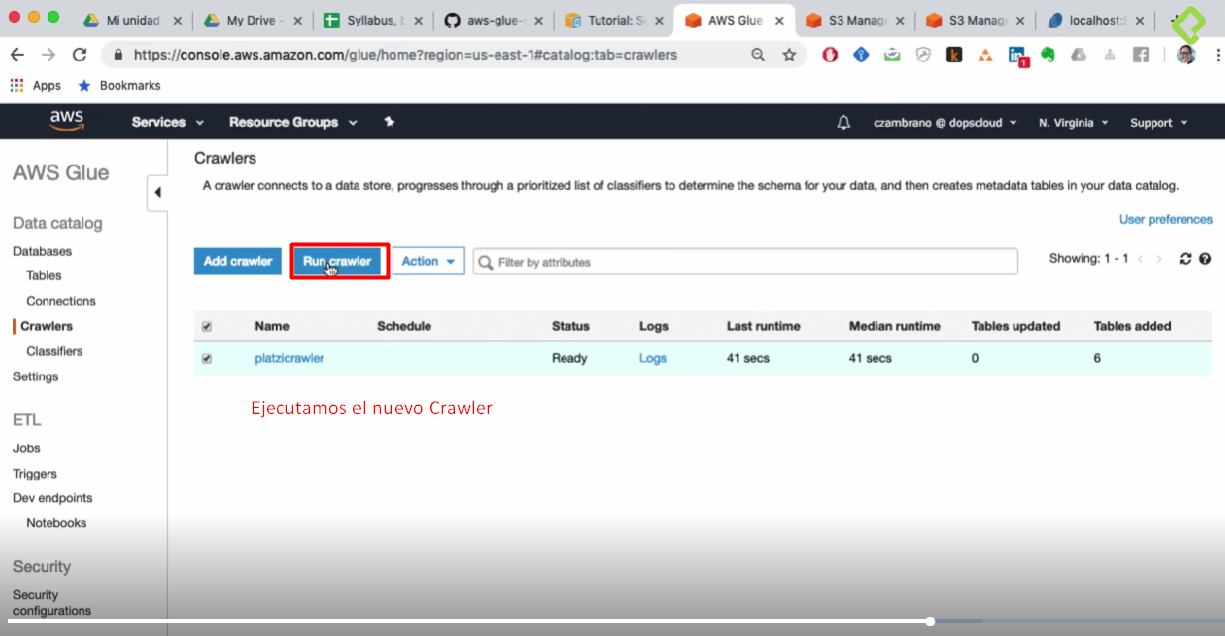 Mi unidad
My Drive -
Syllabus, b
aws-glue-s
Tutorial: S
AWS Glue
S3 Manag
S3 Manag
localhost:8
https://console.aws.amazon.com/glue/home?region=us-east-1#catalog:tab=crawlers
1
Apps
Bookmarks
aws
Services
Resource Groups
czambrano @ dopsdoud
N. Virginia
Support
AWS Glue
Data catalog
Databases
Tables
Connections
Crawlers
Classifiers
Settings
ETL
Jobs
Triggers
Dev endpoints
Notebooks
Security
Security
configurations
Crawlers
A crawler connects to a data store, progresses through a prioritized list of classifiers to determine the schema for your data, and then creates metadata tables in your data catalog.
User preferences
Add crawler
Run crawler
Action
Filter by attributes
Showing: 1 - 1
Name Schedule Status Logs Last runtime Median runtime Tables updated Tables added
platzicrawler Ready Logs 41 secs 41 secs 0 6
Ejecutamos el nuevo Crawler